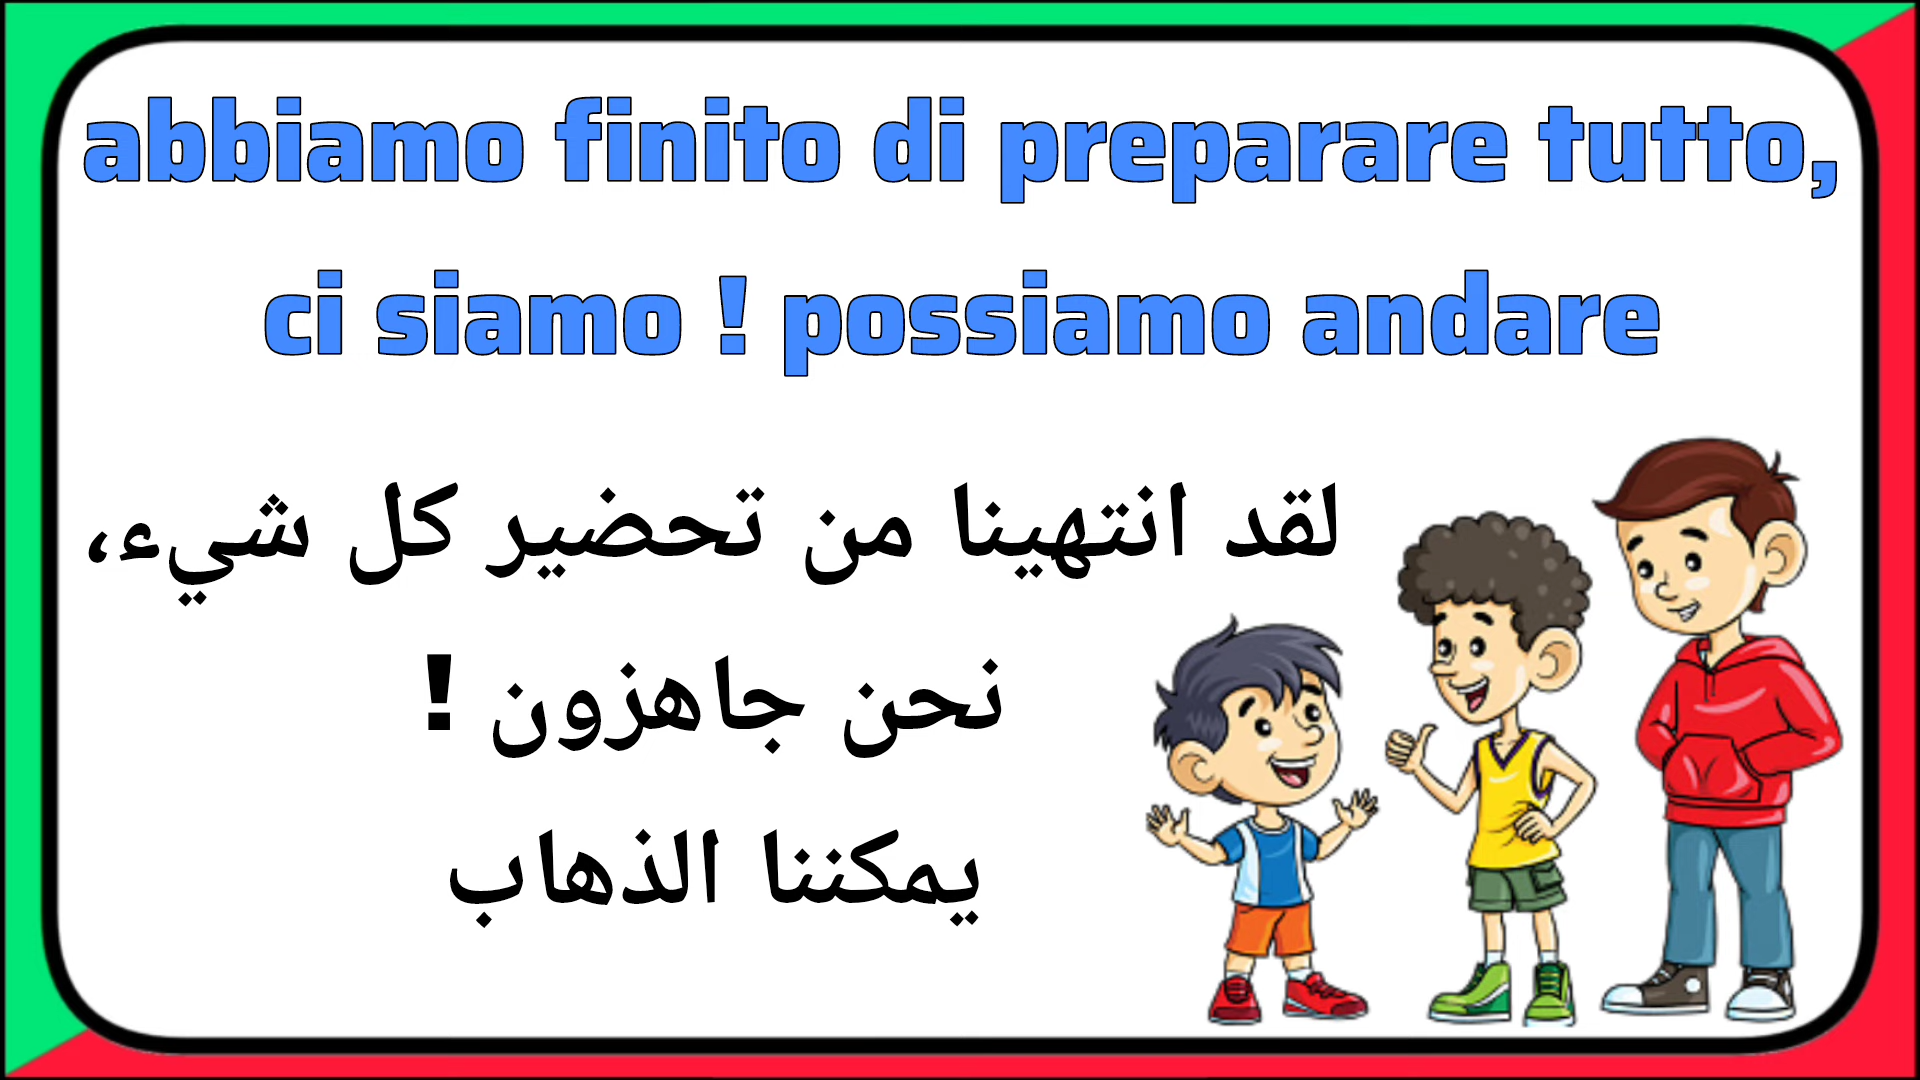 abbiamo finito di preparare tutto,
ci siamo ! possiamo andare
لقد انتهينا من تحضير كل شيء،
نحن جاهزون !
يمكننا الذهاب